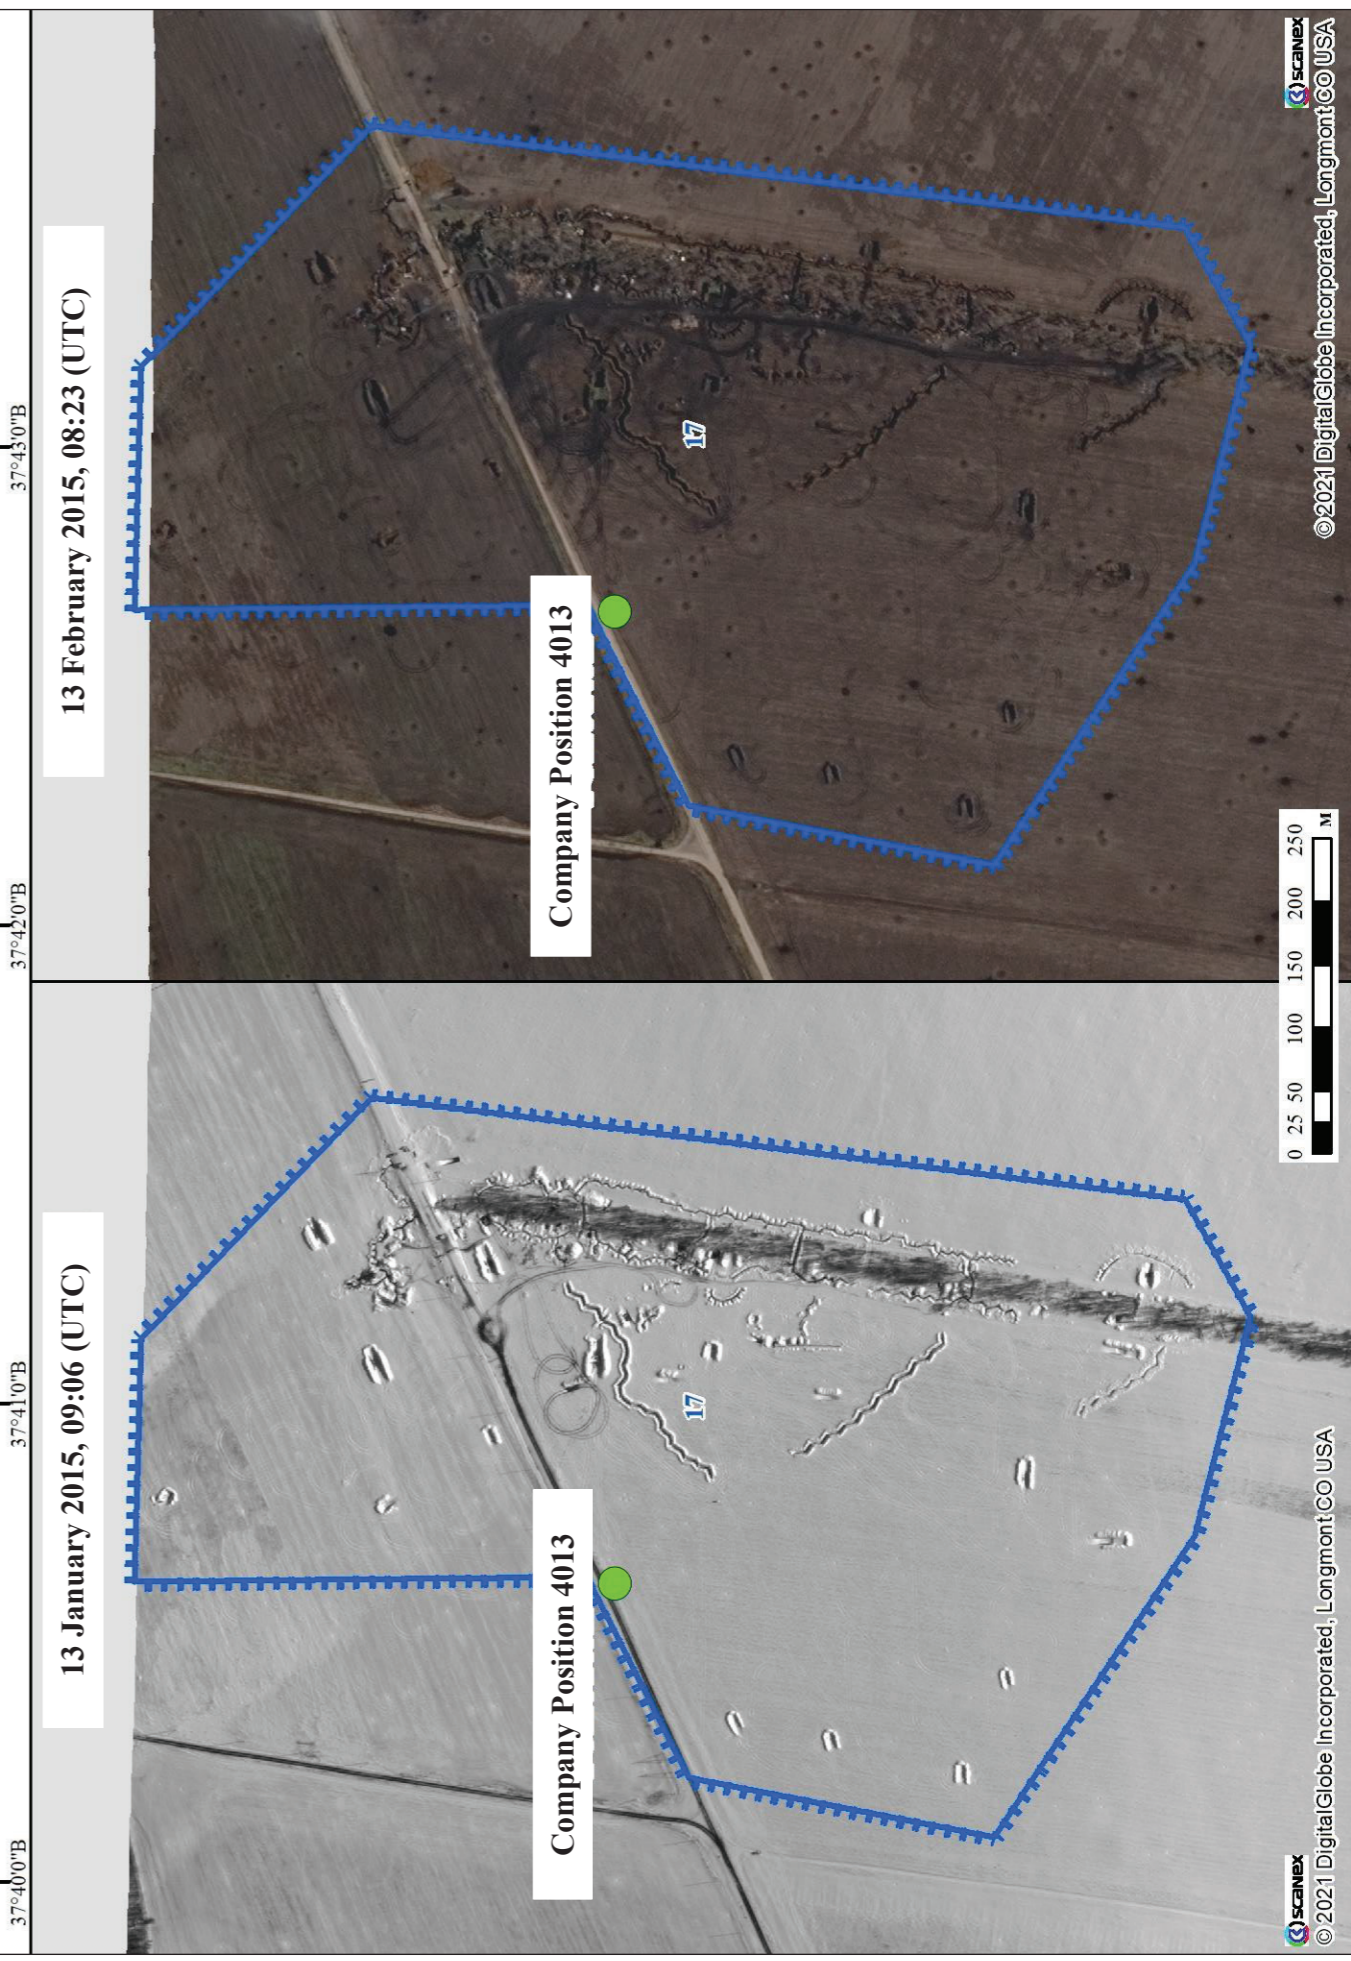 37°40'0"В
37°41'0"В
37°42'0"В
37°43'0"В
13 January 2015, 09:06 (UTC)
13 February 2015, 08:23 (UTC)
Company Position 4013
Company Position 4013
17
17
0 25 50 100 150 200 250
М
scanex
© 2021 DigitalGlobe Incorporated, Longmont CO USA
scanex
©2021 DigitalGlobe Incorporated, Longmont CO USA